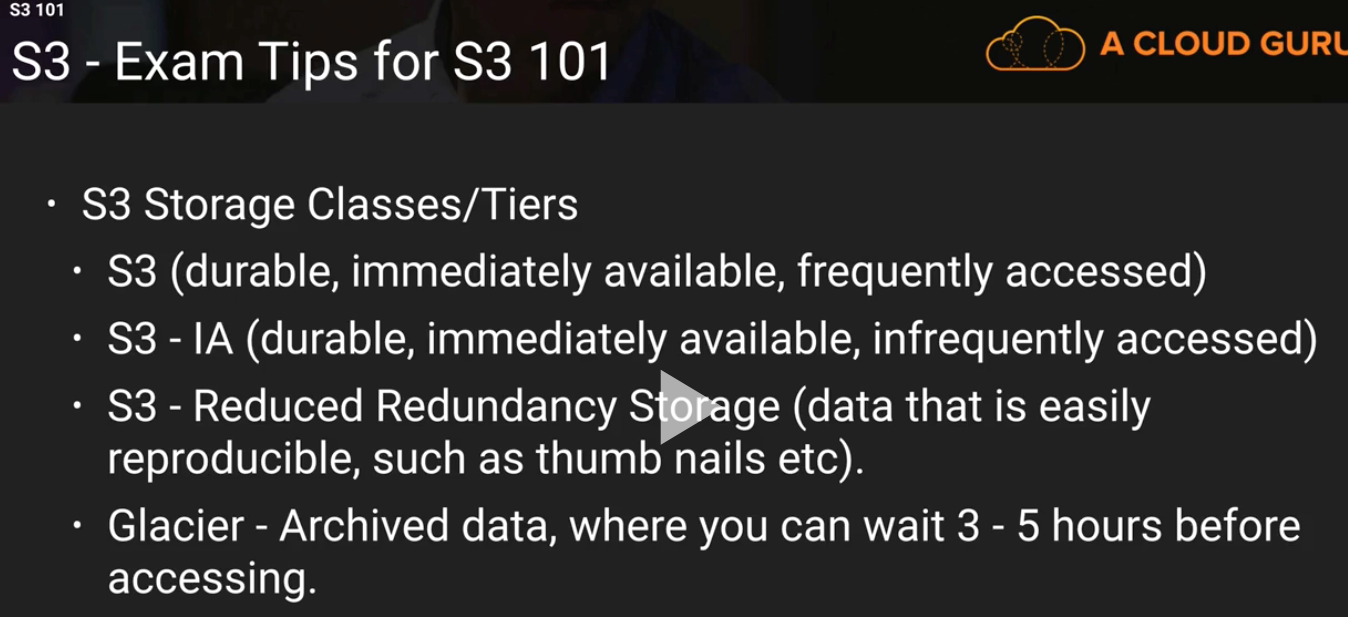 S3 101
S3 - Exam Tips for S3 101
A CLOUD GURU
• S3 Storage Classes/Tiers
• S3 (durable, immediately available, frequently accessed)
• S3 - IA (durable, immediately available, infrequently accessed)
• S3 - Reduced Redundancy Storage (data that is easily
reproducible, such as thumb nails etc).
• Glacier - Archived data, where you can wait 3 - 5 hours before
accessing.